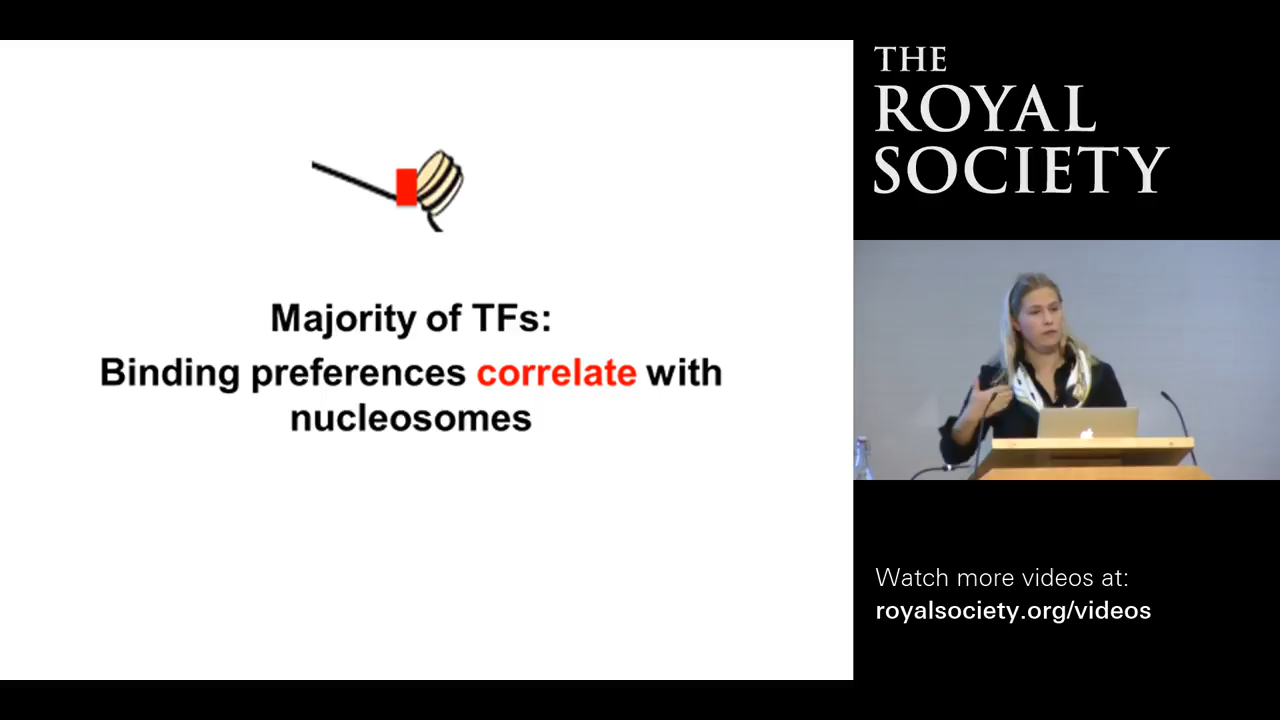 Majority of TFs:
Binding preferences correlate with
nucleosomes
THE
ROYAL
SOCIETY
Watch more videos at:
royalsociety.org/videos